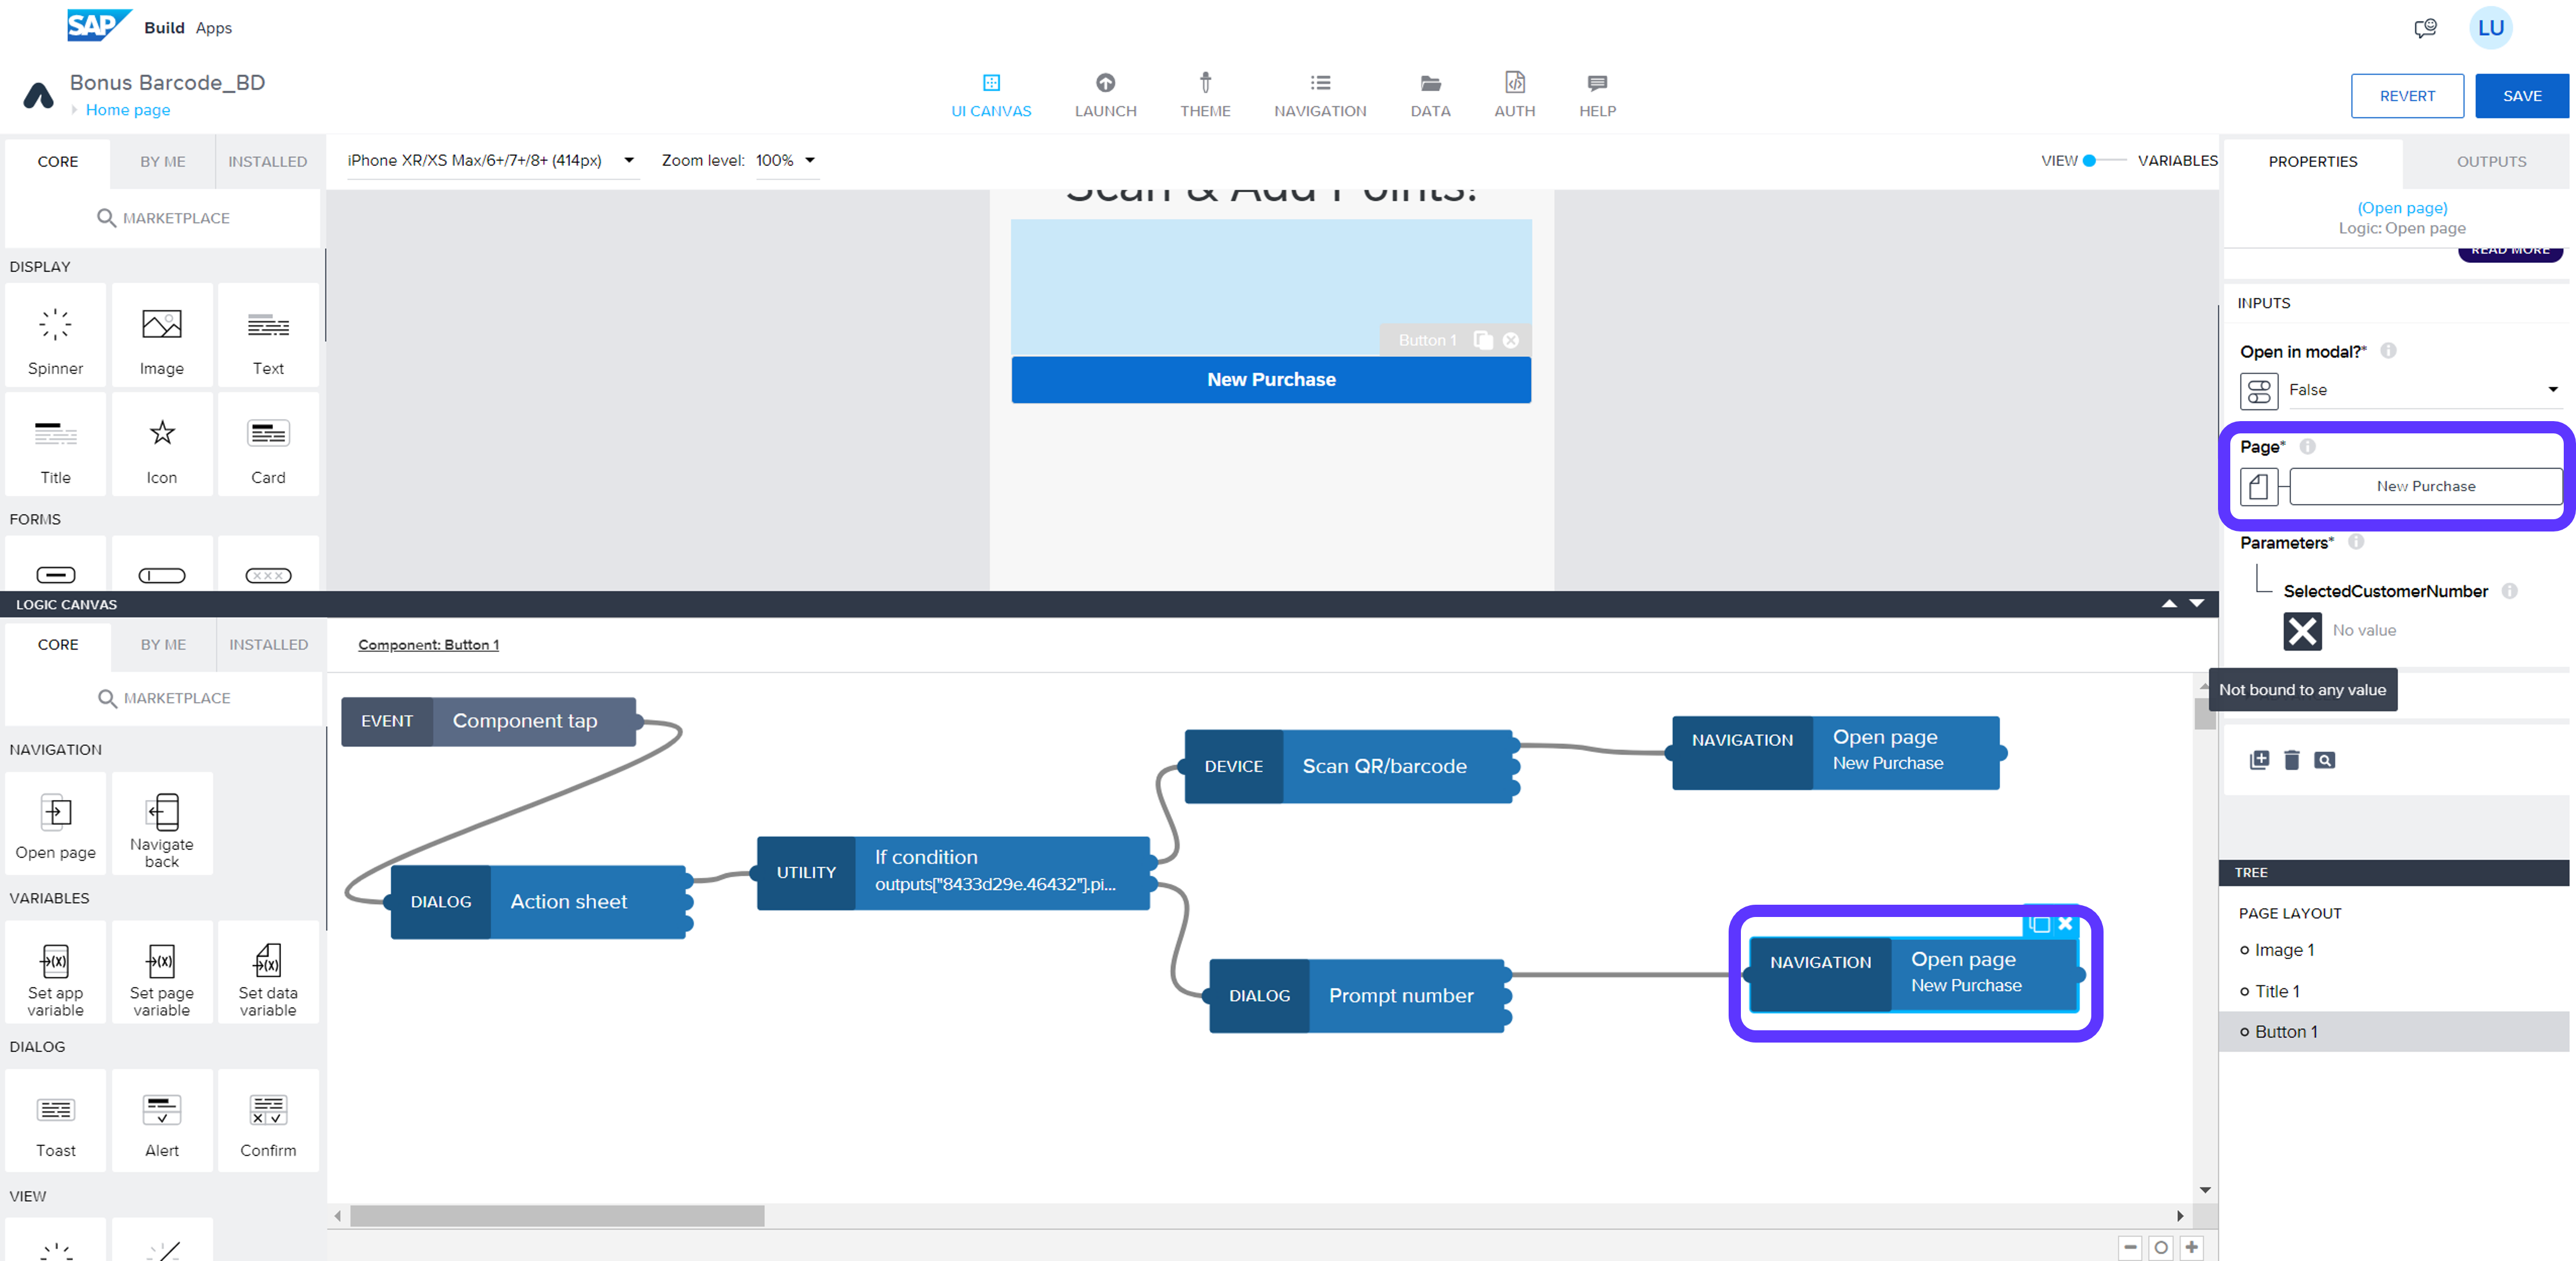 SAP Build Apps
LU
Bonus Barcode_BD
Home page
UI CANVAS
LAUNCH
THEME
NAVIGATION
DATA
AUTH
HELP
REVERT
SAVE
CORE
BY ME
INSTALLED
MARKETPLACE
iPhone XR/XS Max/6+/7+/8+ (414px)
Zoom level: 100%
VIEW
VARIABLES
PROPERTIES
OUTPUTS
(Open page)
Logic: Open page
READ MORE
DISPLAY
Spinner
Image
Text
Title
Icon
Card
FORMS
Scan & Add Points!
Button 1
New Purchase
INPUTS
Open in modal?*
False
Page*
New Purchase
Parameters*
SelectedCustomerNumber
No value
Not bound to any value
LOGIC CANVAS
CORE
BY ME
INSTALLED
MARKETPLACE
Component: Button 1
NAVIGATION
Open page
Navigate
back
VARIABLES
Set app
variable
Set page
variable
Set data
variable
DIALOG
Toast
Alert
Confirm
VIEW
EVENT
Component tap
DIALOG
Action sheet
UTILITY
If condition
outputs["8433d29e.46432"].pi...
DEVICE
Scan QR/barcode
NAVIGATION
Open page
New Purchase
DIALOG
Prompt number
NAVIGATION
Open page
New Purchase
TREE
PAGE LAYOUT
Image 1
Title 1
Button 1